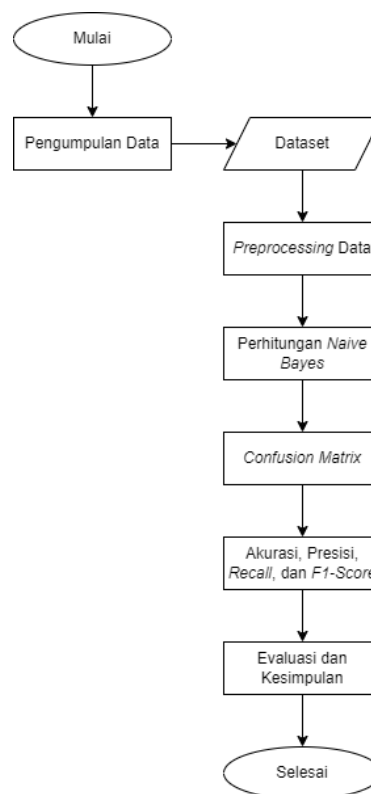 Mulai
Pengumpulan Data
Dataset
Preprocessing Data
Perhitungan Naive
Bayes
Confusion Matrix
Akurasi, Presisi,
Recall, dan F1-Score
Evaluasi dan
Kesimpulan
Selesai